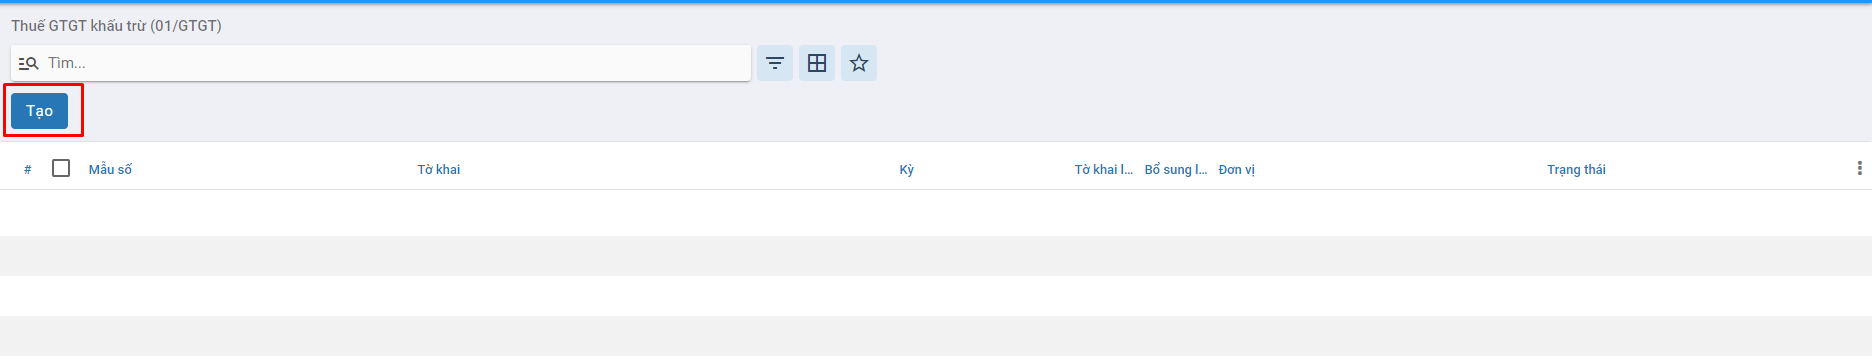 Thuế GTGT khấu trừ (01/GTGT)
Tìm...
Tạo
# Mẫu số Tờ khai Kỳ Tờ khai l... Bổ sung l... Đơn vị Trạng thái